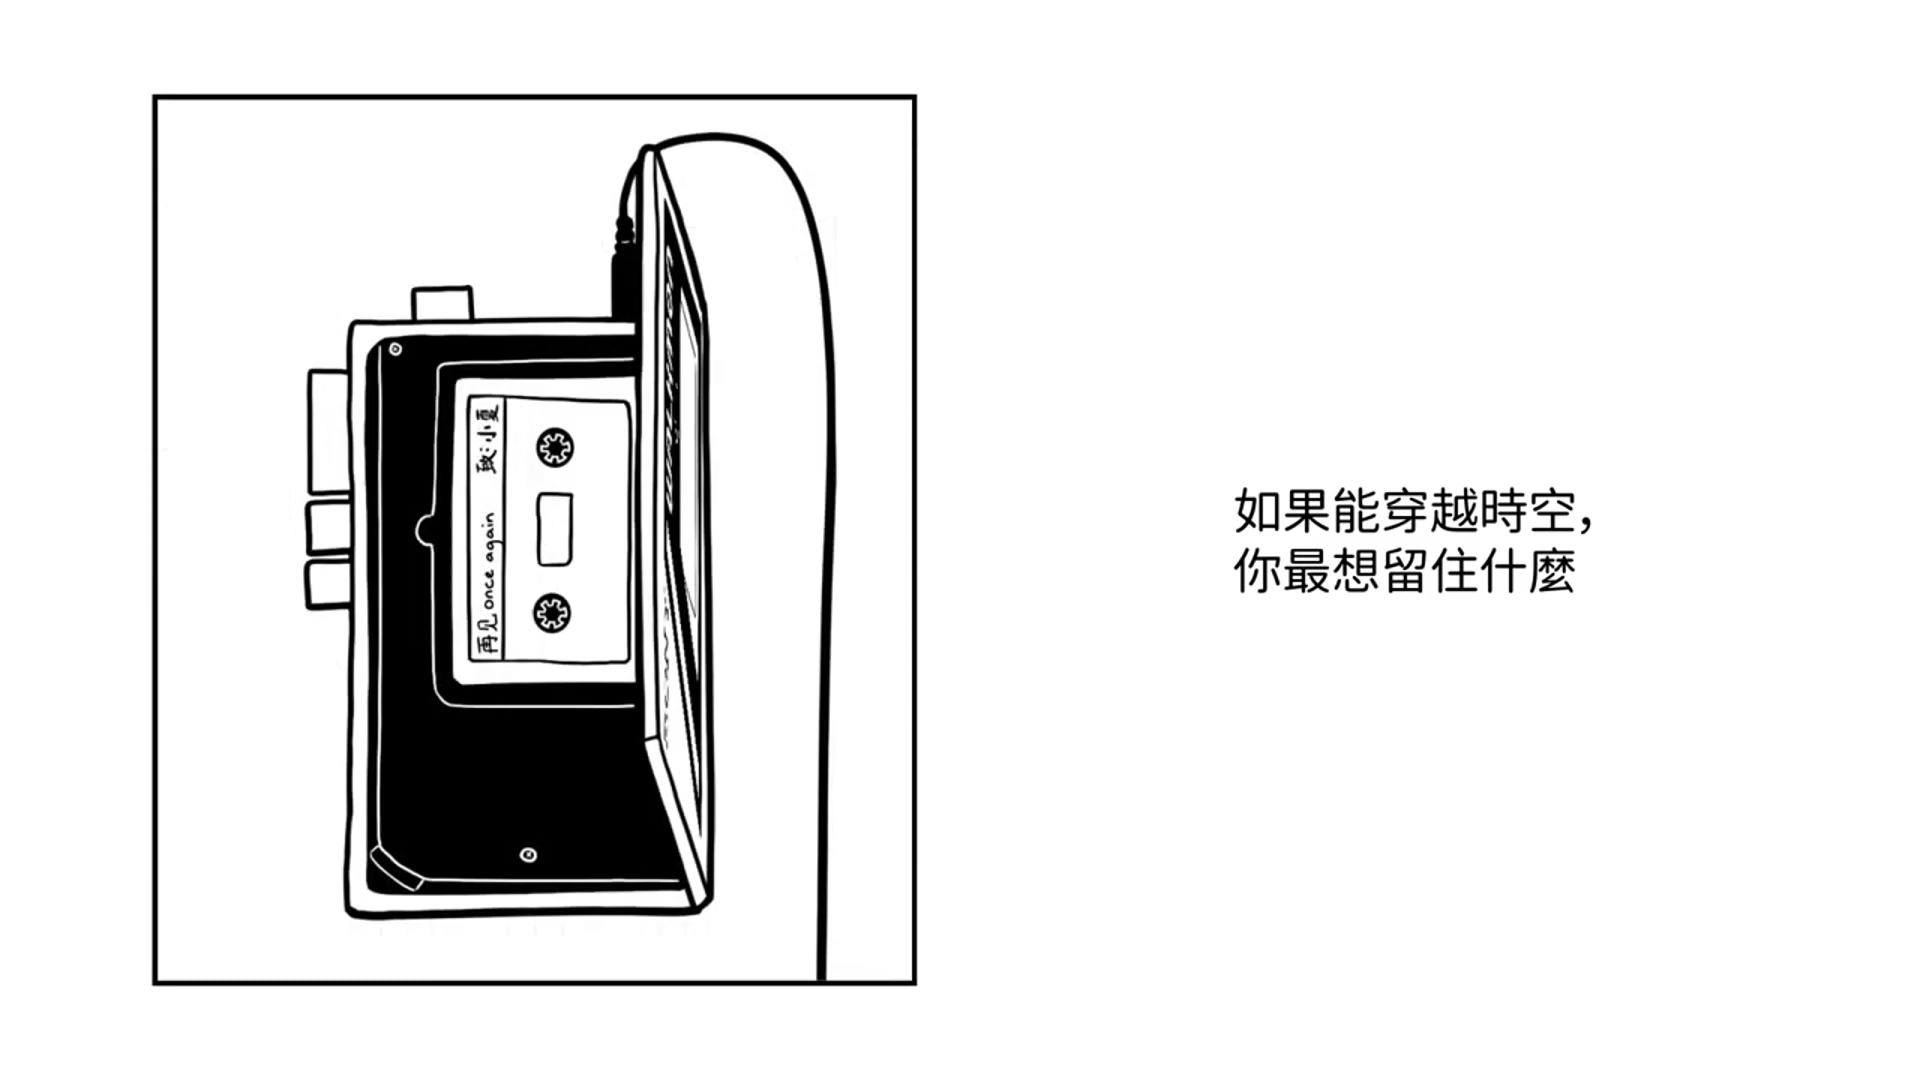 再见 once again
致:小夏
如果能穿越時空,
你最想留住什麼